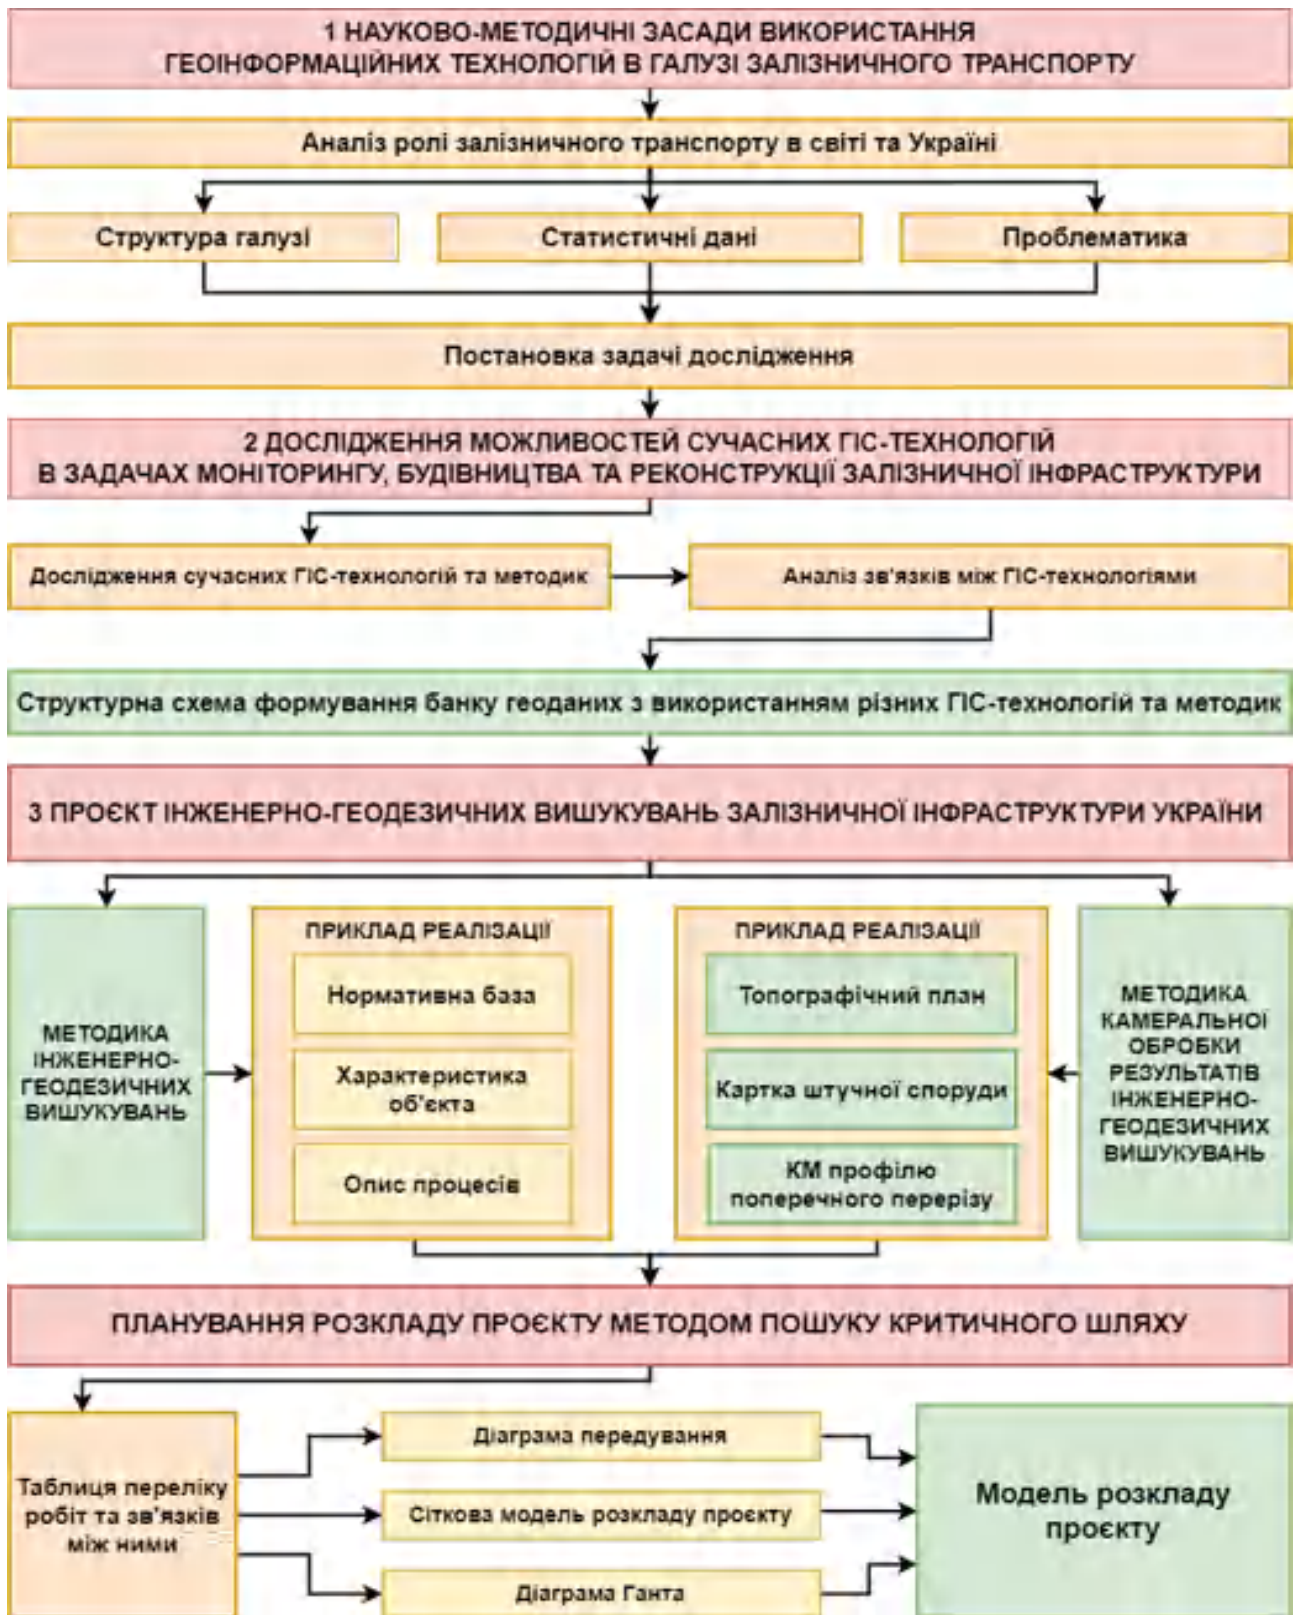 1 НАУКОВО-МЕТОДИЧНІ ЗАСАДИ ВИКОРИСТАННЯ
ГЕОІНФОРМАЦІЙНИХ ТЕХНОЛОГІЙ В ГАЛУЗІ ЗАЛІЗНИЧНОГО ТРАНСПОРТУ
Аналіз ролі залізничного транспорту в світі та Україні
Структура галузі
Статистичні дані
Проблематика
Постановка задачі дослідження
2 ДОСЛІДЖЕННЯ МОЖЛИВОСТЕЙ СУЧАСНИХ ГІС-ТЕХНОЛОГІЙ
В ЗАДАЧАХ МОНІТОРИНГУ, БУДІВНИЦТВА ТА РЕКОНСТРУКЦІЇ ЗАЛІЗНИЧНОЇ ІНФРАСТРУКТУРИ
Дослідження сучасних ГІС-технологій та методик
Аналіз зв'язків між ГІС-технологіями
Структурна схема формування банку геоданих з використанням різних ГІС-технологій та методик
3 ПРОЄКТ ІНЖЕНЕРНО-ГЕОДЕЗИЧНИХ ВИШУКУВАНЬ ЗАЛІЗНИЧНОЇ ІНФРАСТРУКТУРИ УКРАЇНИ
МЕТОДИКА
ІНЖЕНЕРНО-
ГЕОДЕЗИЧНИХ
ВИШУКУВАНЬ
ПРИКЛАД РЕАЛІЗАЦІЇ
Нормативна база
Характеристика
об'єкта
Опис процесів
ПРИКЛАД РЕАЛІЗАЦІЇ
Топографічний план
Картка штучної споруди
КМ профілю
поперечного перерізу
МЕТОДИКА
КАМЕРАЛЬНОЇ
ОБРОБКИ
РЕЗУЛЬТАТІВ
ІНЖЕНЕРНО-
ГЕОДЕЗИЧНИХ
ВИШУКУВАНЬ
ПЛАНУВАННЯ РОЗКЛАДУ ПРОЄКТУ МЕТОДОМ ПОШУКУ КРИТИЧНОГО ШЛЯХУ
Таблиця переліку
робіт та зв'язків
між ними
Діаграма передування
Сіткова модель розкладу проєкту
Діаграма Ганта
Модель розкладу
проєкту